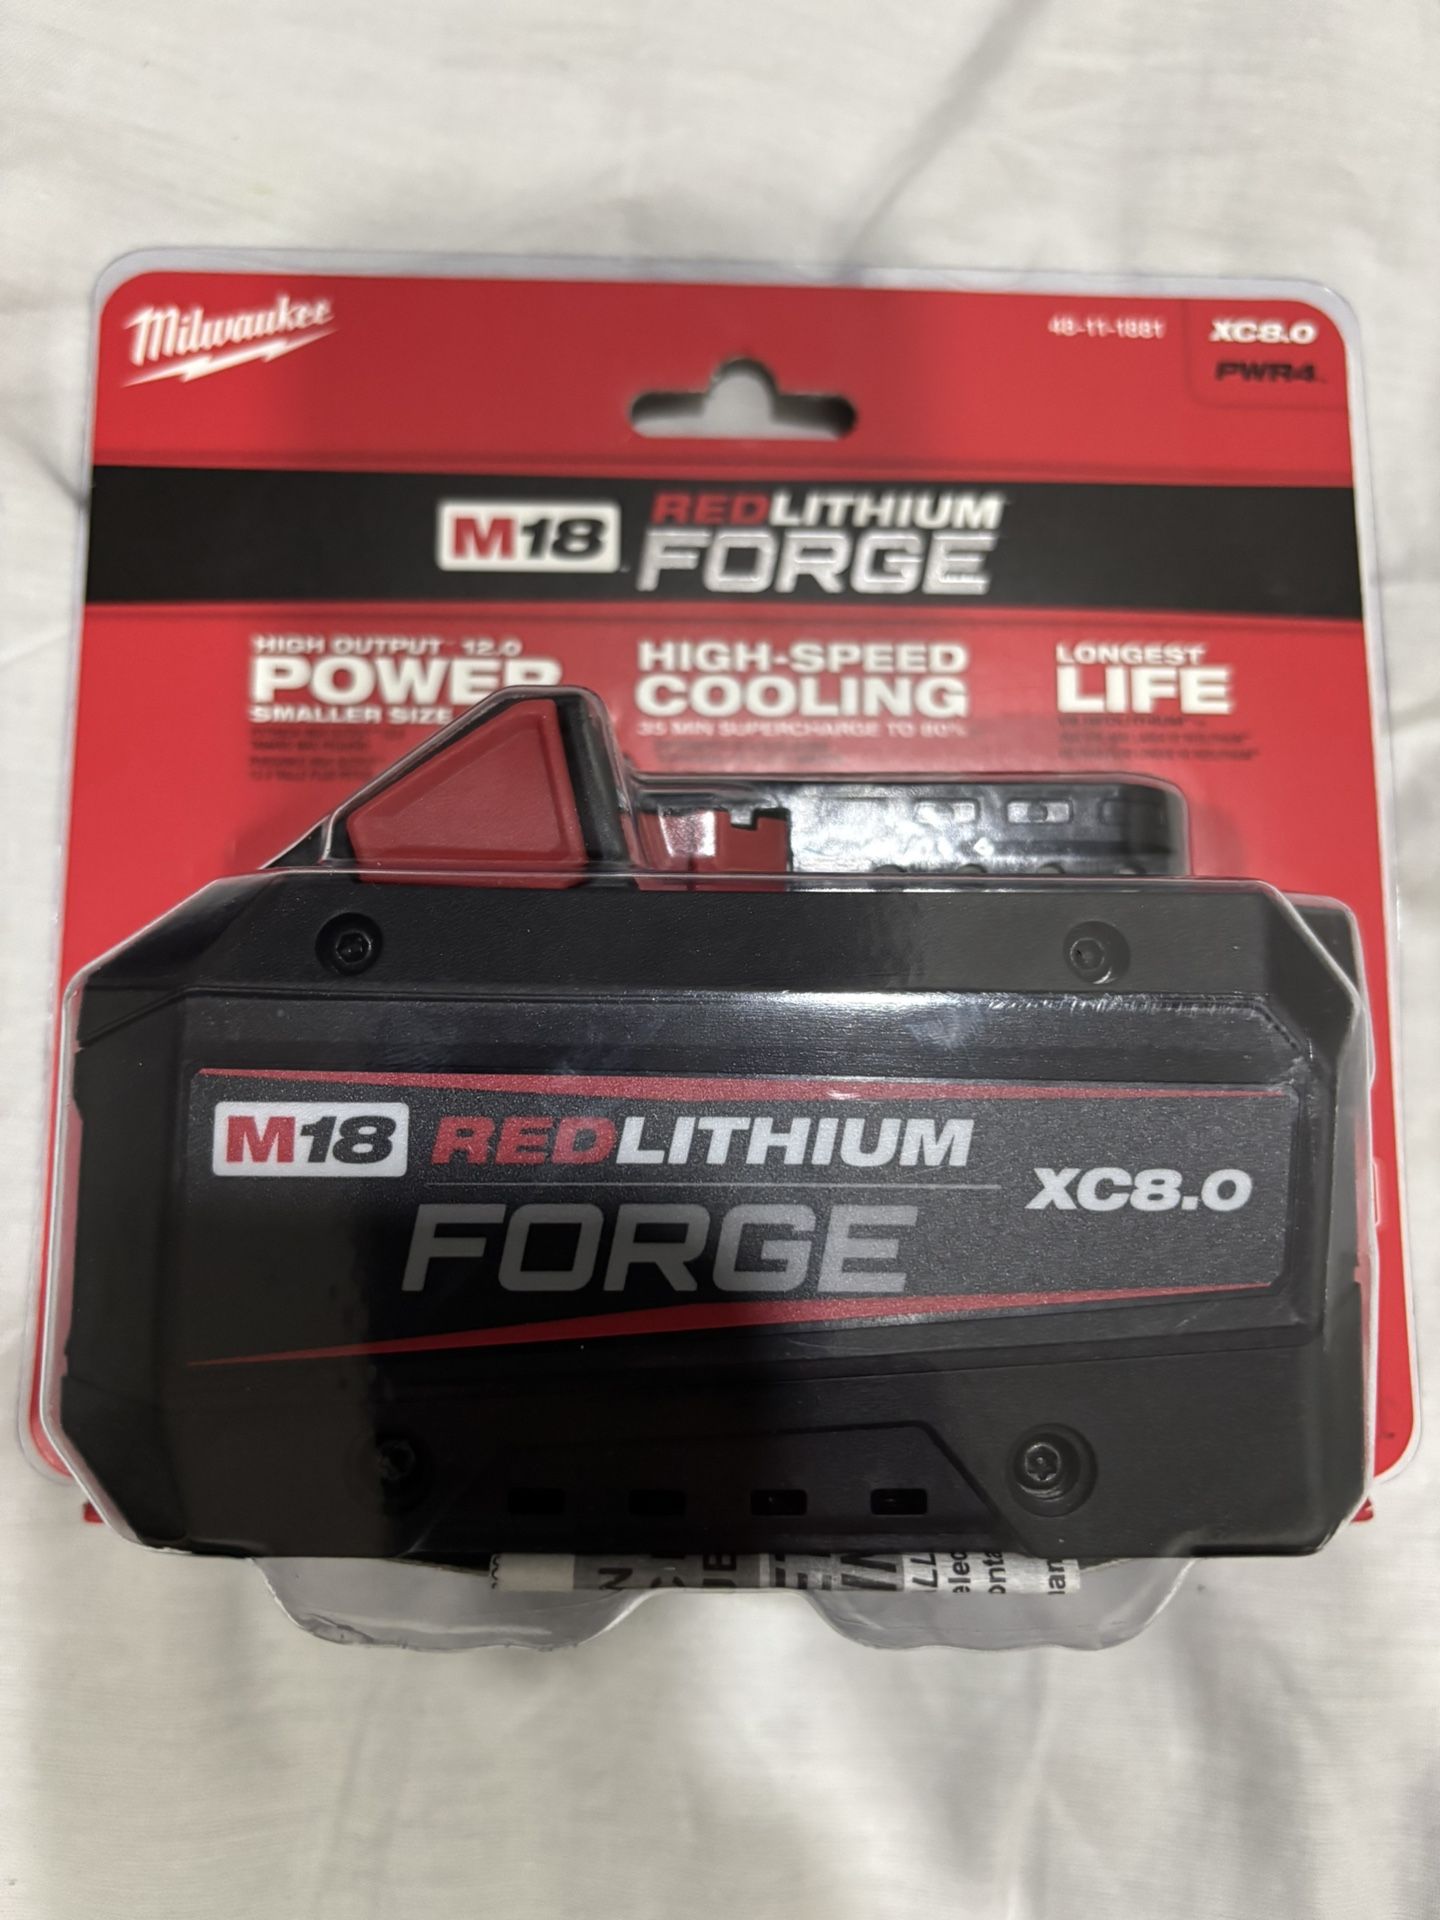 Milwaukee
48-11-1881
XC8.0
PWR4
M18 REDLITHIUM
FORGE
HIGH OUTPUT™ 12.0
POWER
SMALLER SIZE
HIGH-SPEED
COOLING
35 MIN SUPERCHARGE TO 80%
LONGEST
LIFE
M18 REDLITHIUM
FORGE
XC8.0